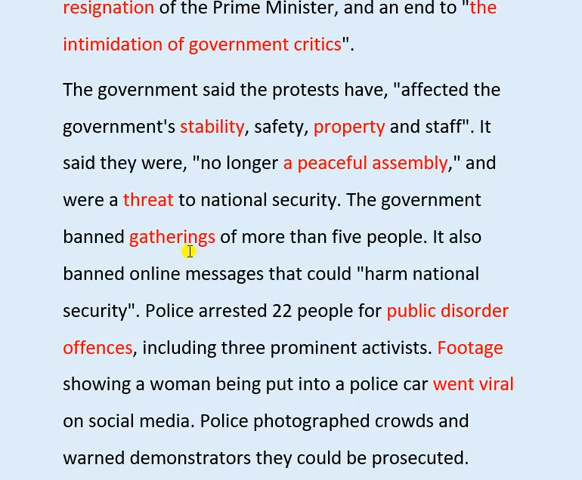 resignation of the Prime Minister, and an end to "the
intimidation of government critics".
The government said the protests have, "affected the
government's stability, safety, property and staff". It
said they were, "no longer a peaceful assembly," and
were a threat to national security. The government
banned gatherings of more than five people. It also
banned online messages that could "harm national
security". Police arrested 22 people for public disorder
offences, including three prominent activists. Footage
showing a woman being put into a police car went viral
on social media. Police photographed crowds and
warned demonstrators they could be prosecuted.